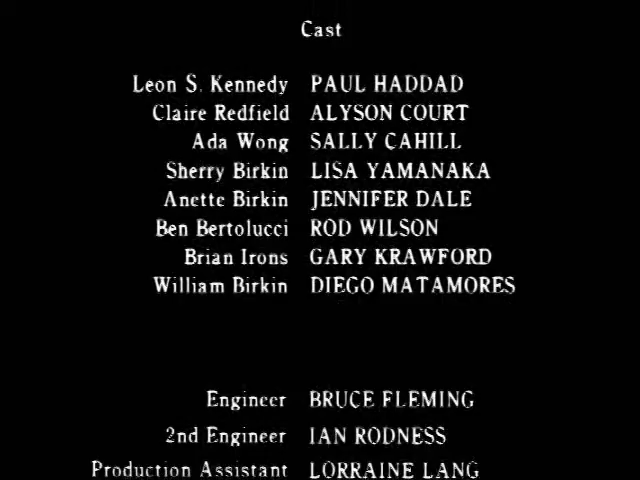 Cast
Leon S. Kennedy PAUL HADDAD
Claire Redfield ALYSON COURT
Ada Wong SALLY CAHILL
Sherry Birkin LISA YAMANAKA
Anette Birkin JENNIFER DALE
Ben Bertolucci ROD WILSON
Brian Irons GARY KRAWFORD
William Birkin DIEGO MATAMORES
Engineer BRUCE FLEMING
2nd Engineer IAN RODNESS
Production Assistant LORRAINE LANG